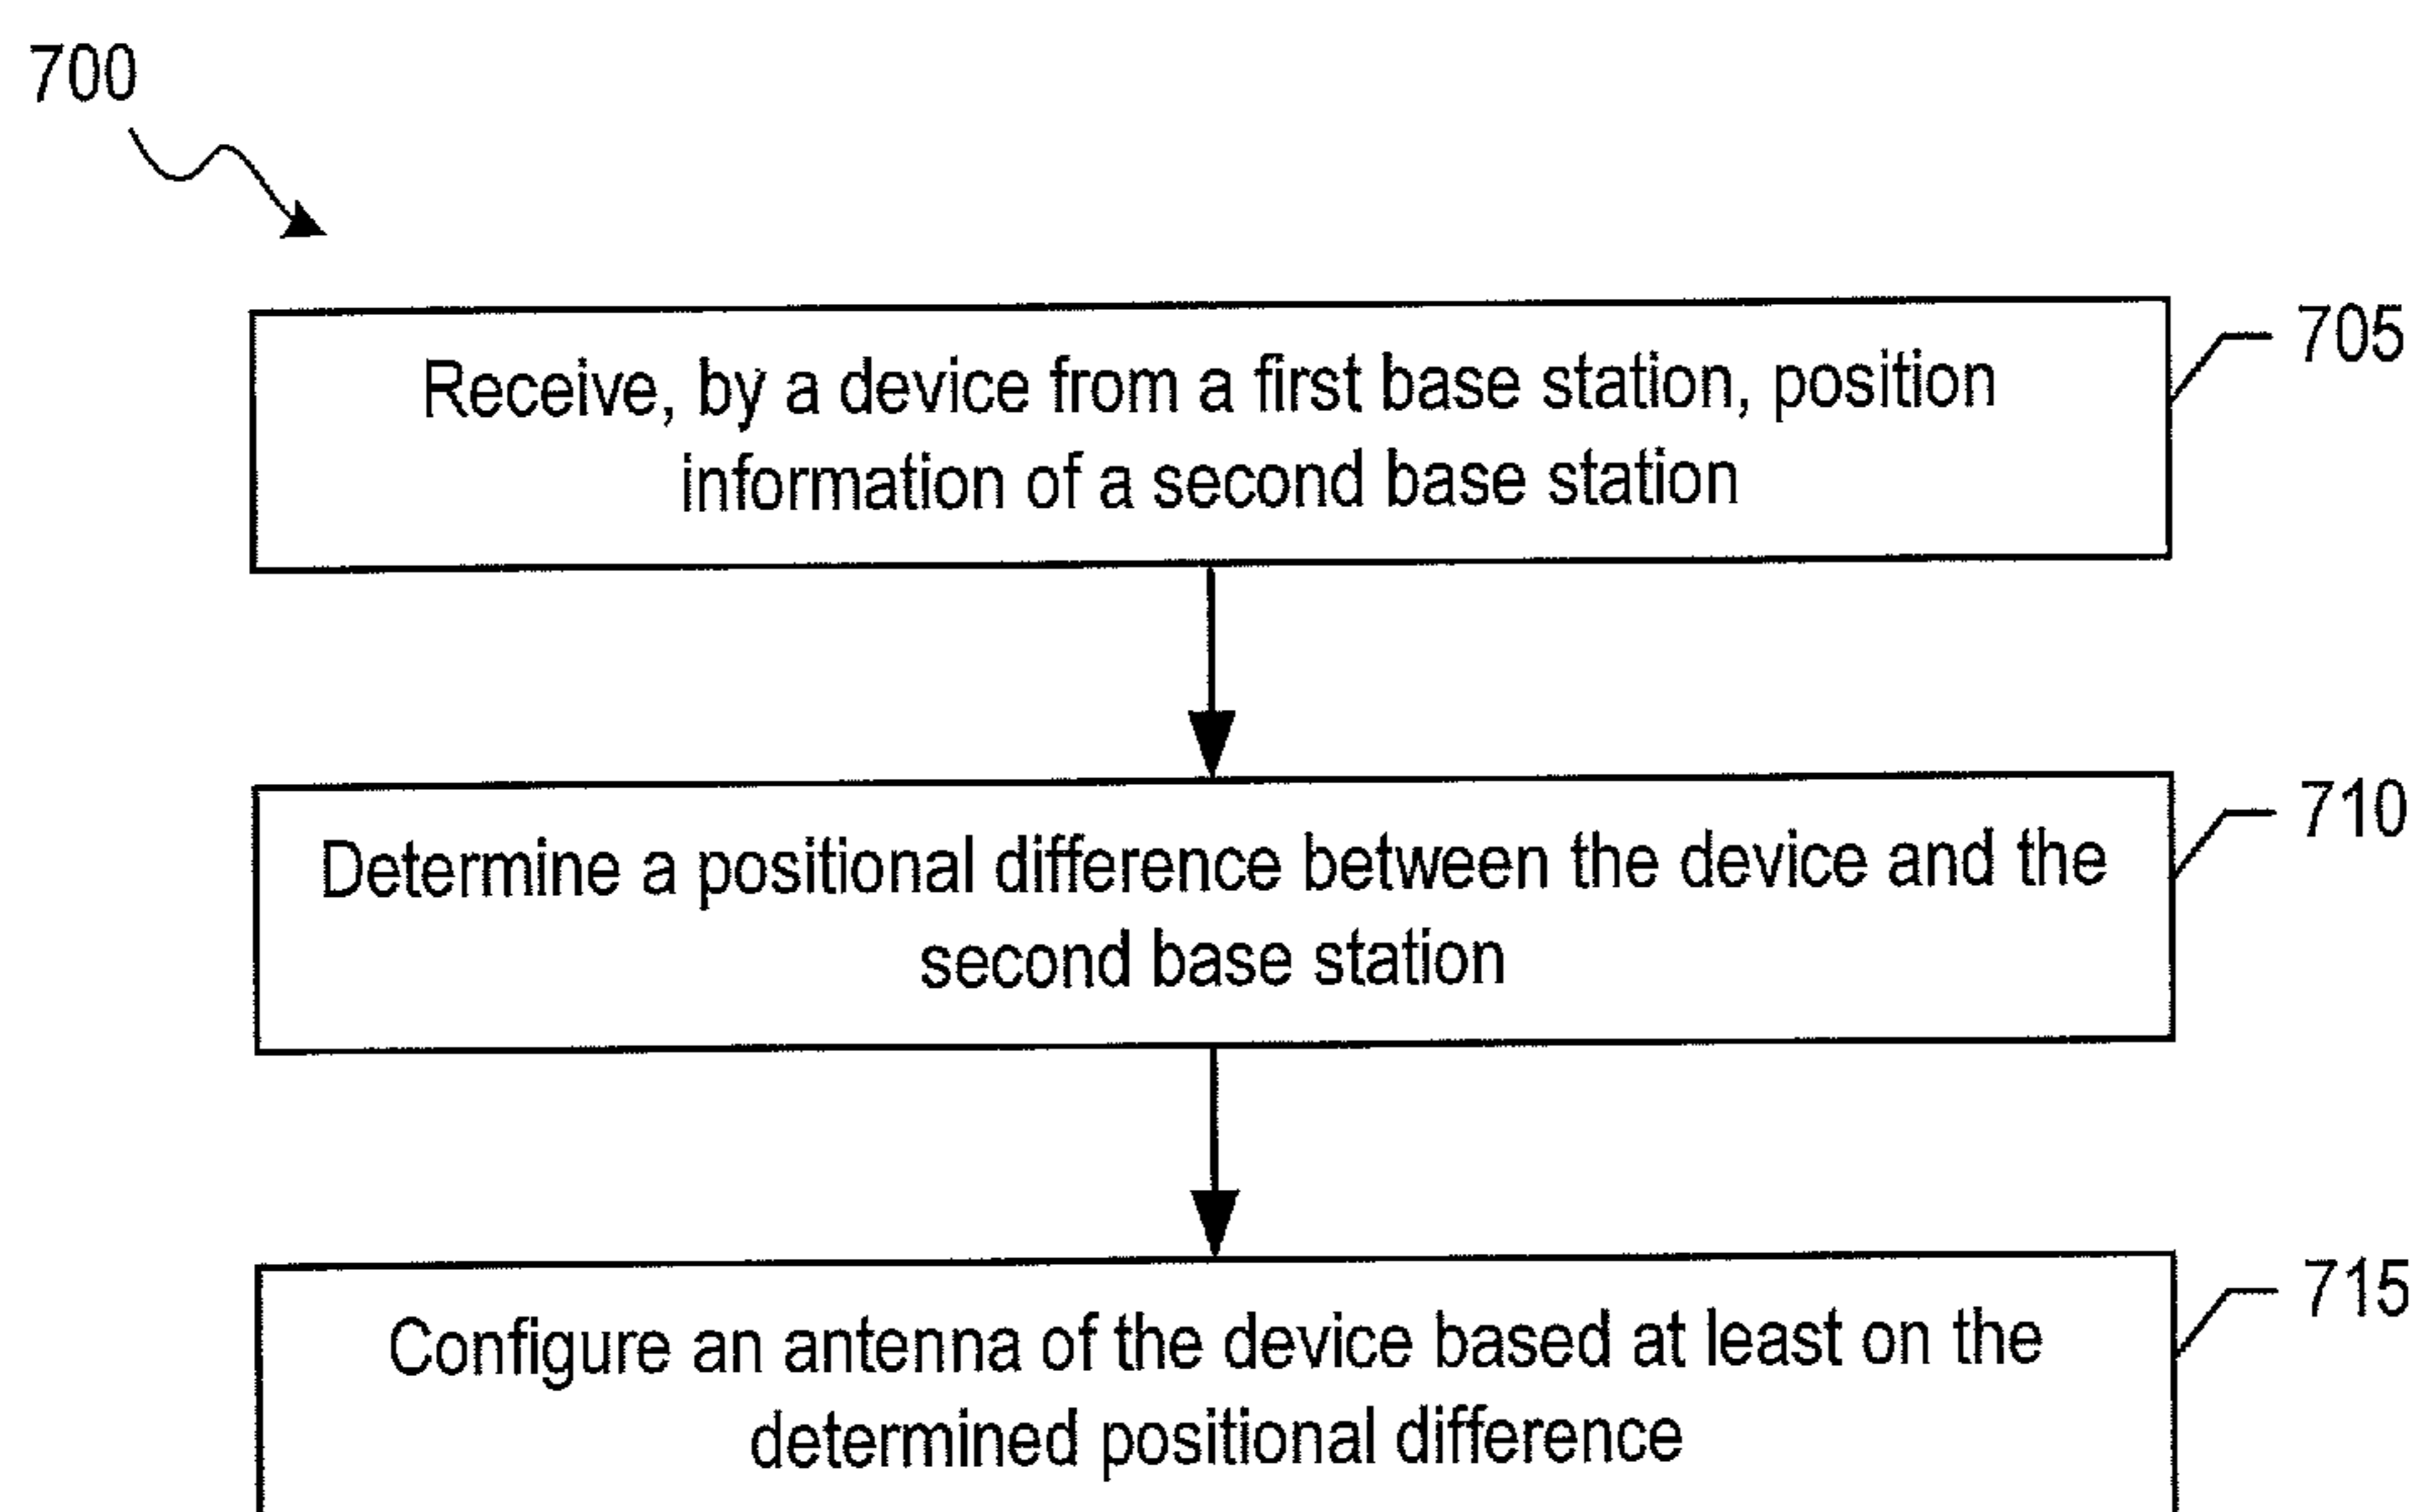 700
Receive, by a device from a first base station, position
information of a second base station
705
Determine a positional difference between the device and the
second base station
710
Configure an antenna of the device based at least on the
determined positional difference
715